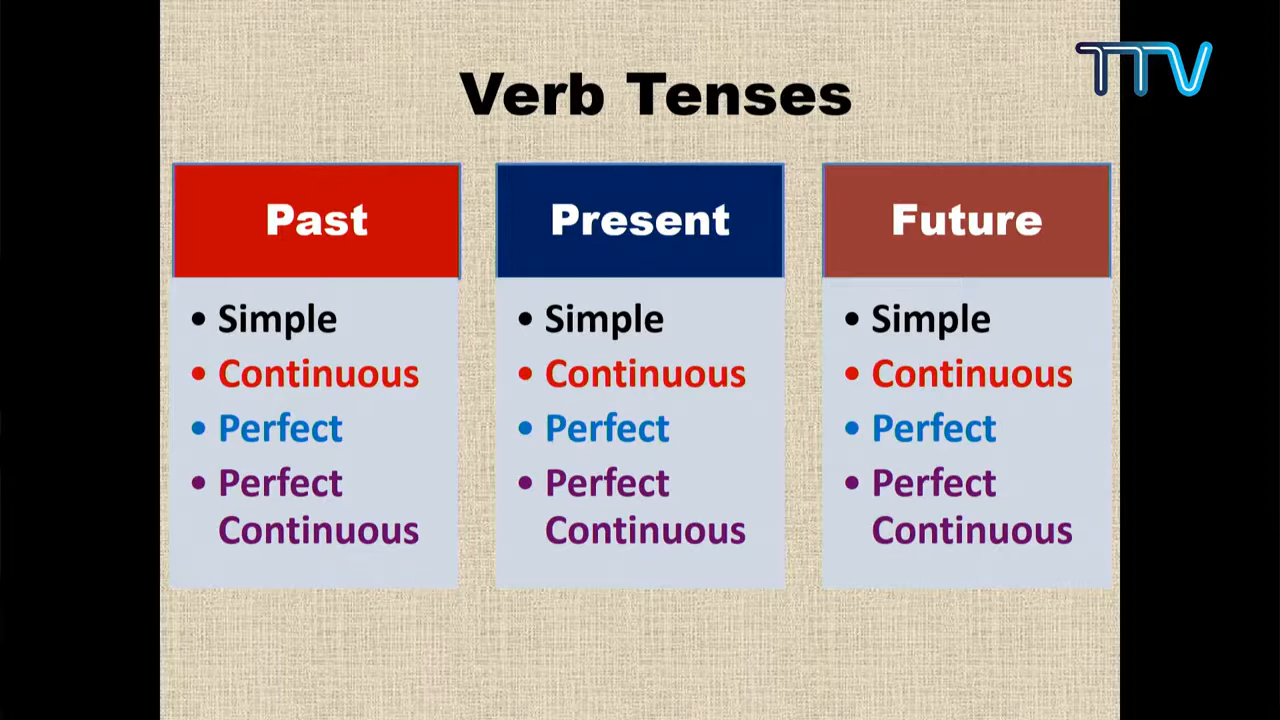 TTV
Verb Tenses
Past
• Simple
• Continuous
• Perfect
• Perfect
Continuous
Present
• Simple
• Continuous
• Perfect
• Perfect
Continuous
Future
• Simple
• Continuous
• Perfect
• Perfect
Continuous